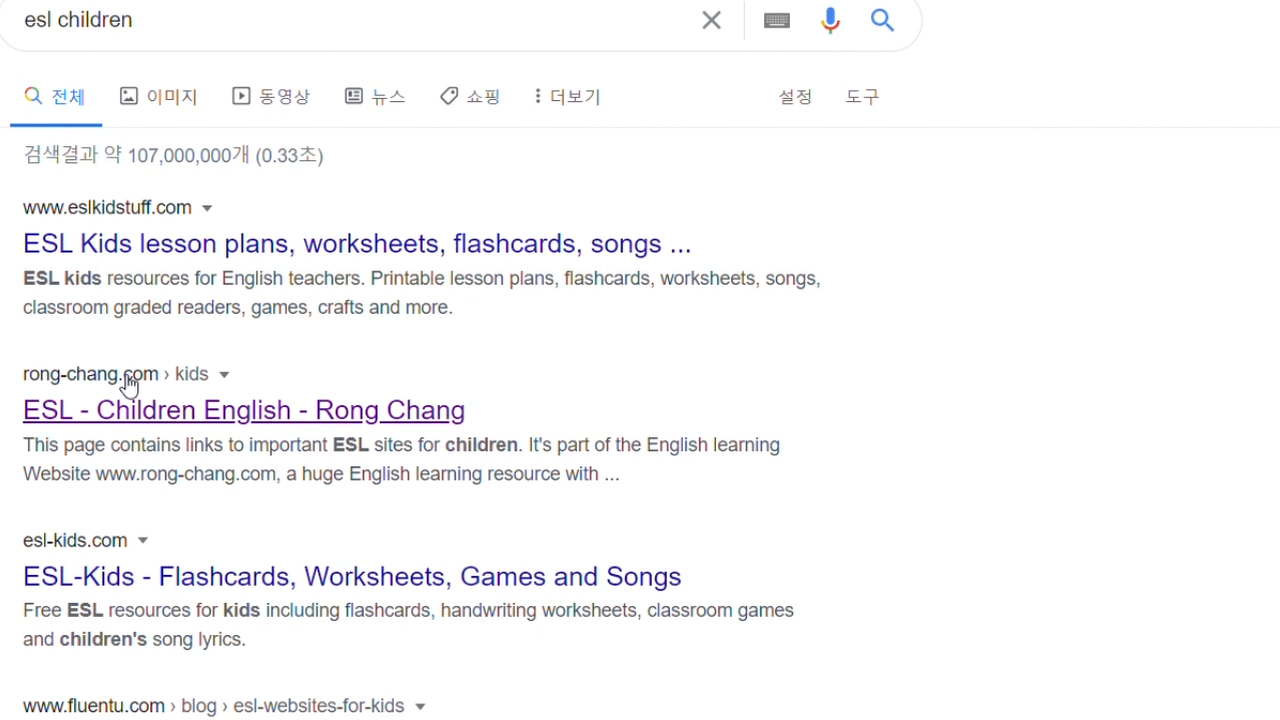 esl children
전체 이미지 동영상 뉴스 쇼핑 더보기 설정 도구
검색결과 약 107,000,000개 (0.33초)
www.eslkidstuff.com
ESL Kids lesson plans, worksheets, flashcards, songs ...
ESL kids resources for English teachers. Printable lesson plans, flashcards, worksheets, songs,
classroom graded readers, games, crafts and more.
rong-chang.com › kids
ESL - Children English - Rong Chang
This page contains links to important ESL sites for children. It's part of the English learning
Website www.rong-chang.com, a huge English learning resource with ...
esl-kids.com
ESL-Kids - Flashcards, Worksheets, Games and Songs
Free ESL resources for kids including flashcards, handwriting worksheets, classroom games
and children's song lyrics.
www.fluentu.com › blog › esl-websites-for-kids